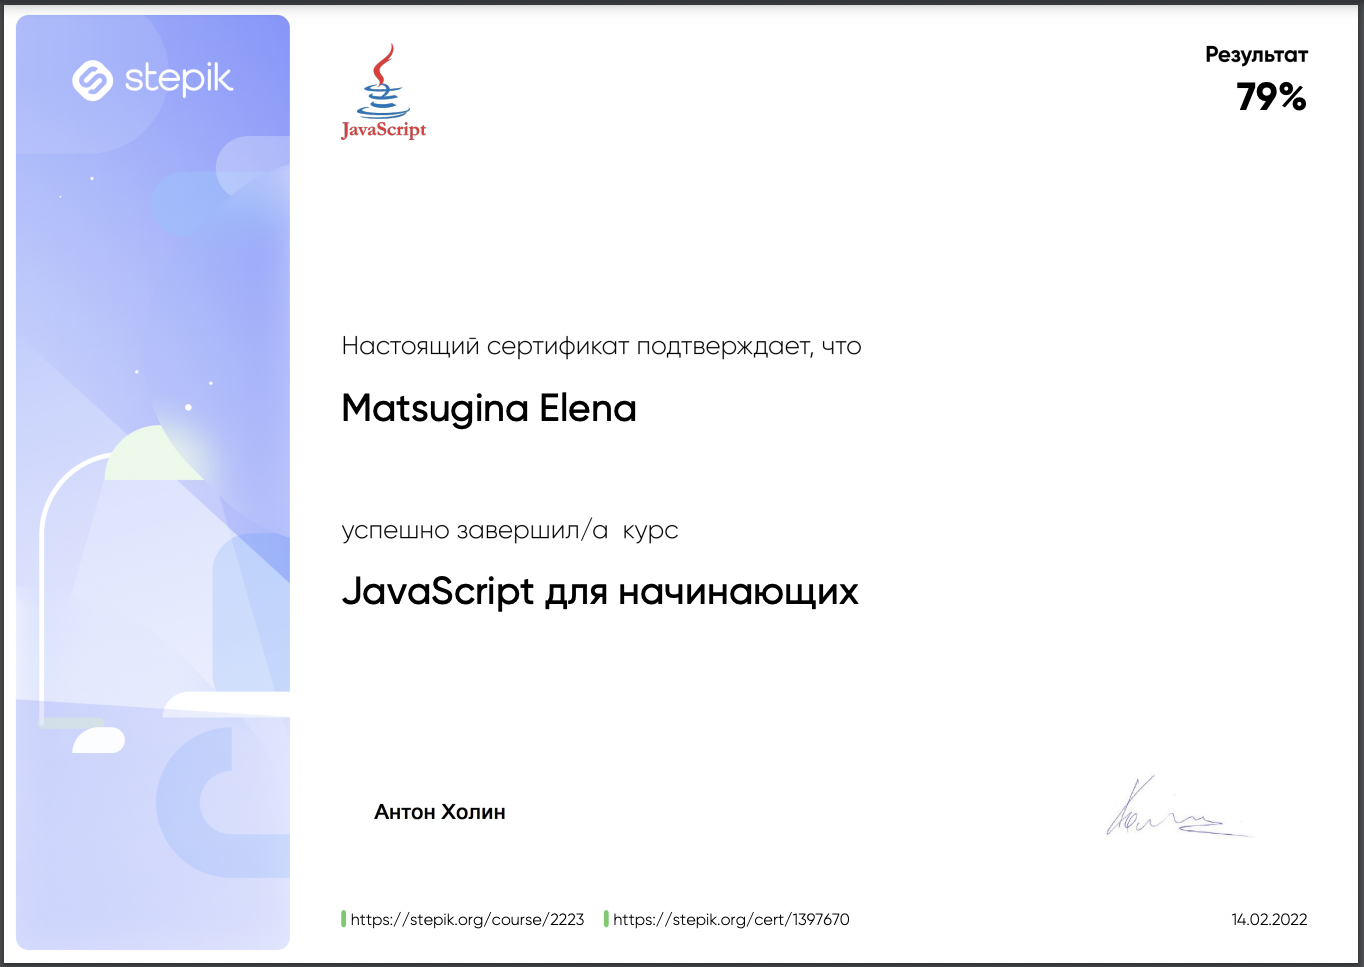 stepik
JavaScript
Результат
79%
Настоящий сертификат подтверждает, что
Matsugina Elena
успешно завершил/а курс
JavaScript для начинающих
Антон Холин
https://stepik.org/course/2223 https://stepik.org/cert/1397670 14.02.2022